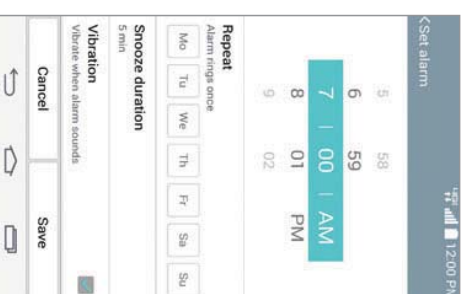 4G 12:00 PM
Set alarm
5 58
6 59
7 00 AM
8 01 PM
9 02
Repeat
Alarm rings once
Mo Tu We Th Fr Sa Su
Snooze duration
5 min
Vibration
Vibrate when alarm sounds
Cancel Save